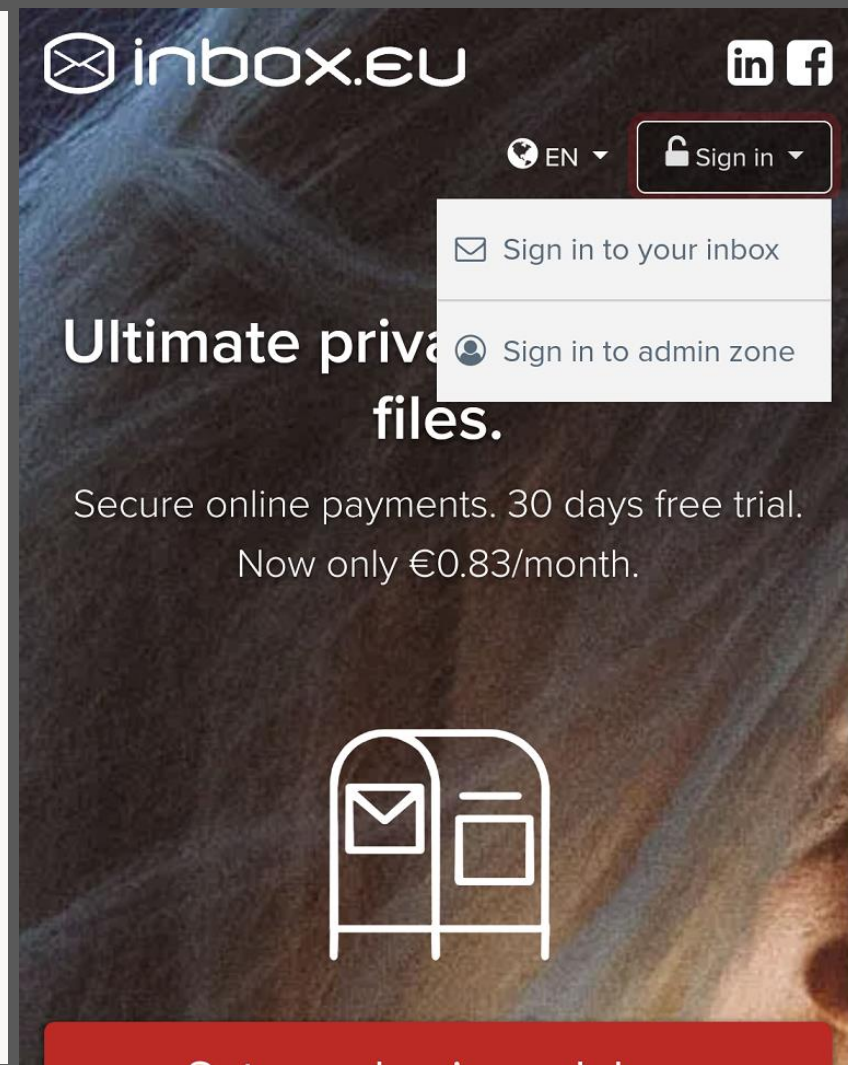 inbox.eu
in f
EN
Sign in
Sign in to your inbox
Ultimate
Sign in to admin zone
files.
Secure online payments. 30 days free trial.
Now only €0.83/month.